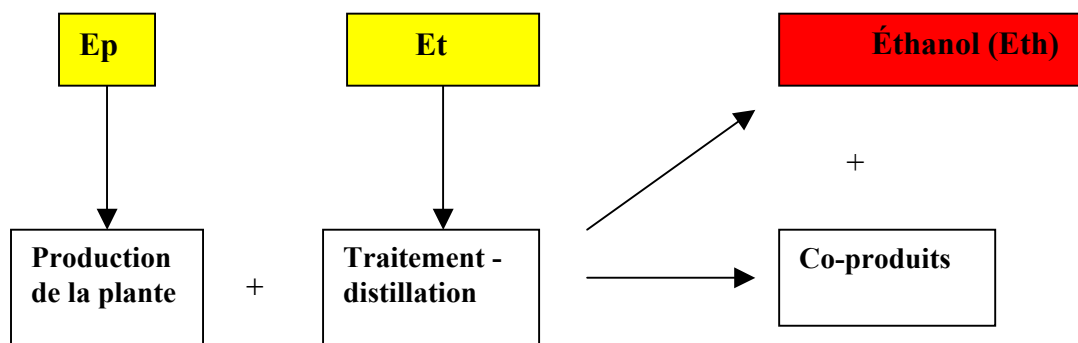 Ep
Et
Éthanol (Eth)
+
Production
de la plante
+
Traitement -
distillation
Co-produits